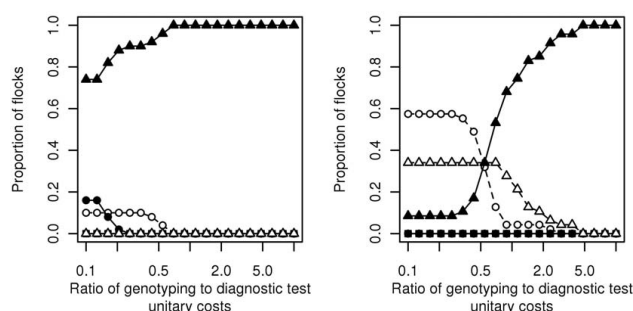 Proportion of flocks
1.0
0.8
0.6
0.4
0.2
0.0
0.1 0.5 2.0 5.0
Ratio of genotyping to diagnostic test
unitary costs
Proportion of flocks
1.0
0.8
0.6
0.4
0.2
0.0
0.1 0.5 2.0 5.0
Ratio of genotyping to diagnostic test
unitary costs